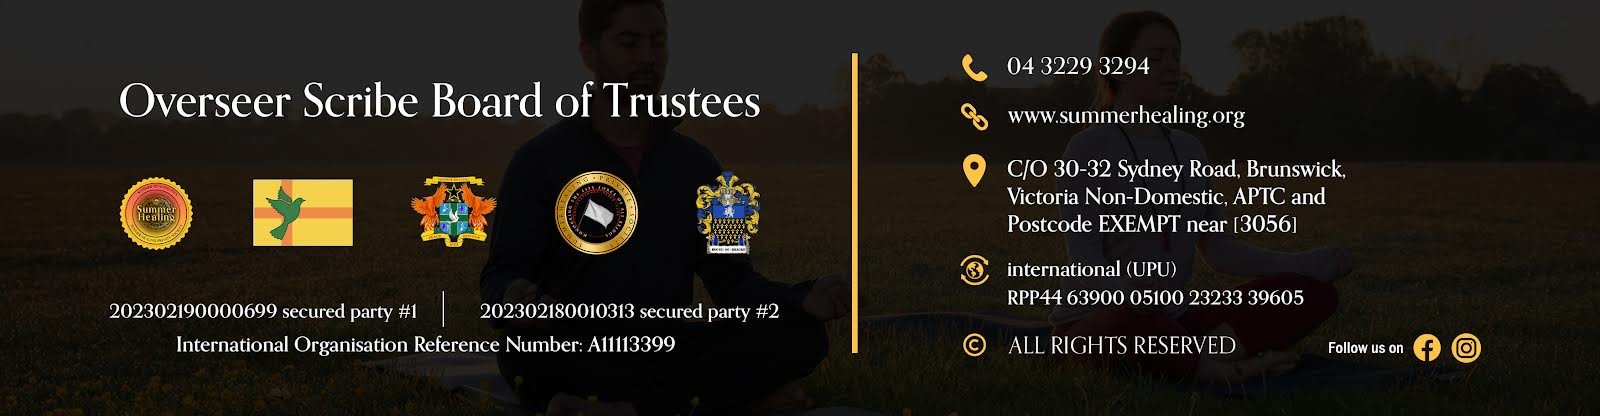 Overseer Scribe Board of Trustees
Summer
Healing
202302190000699 secured party #1
202302180010313 secured party #2
International Organisation Reference Number: A11113399
04 3229 3294
www.summerhealing.org
C/O 30-32 Sydney Road, Brunswick,
Victoria Non-Domestic, APTC and
Postcode EXEMPT near [3056]
international (UPU)
RPP44 63900 05100 23233 39605
© ALL RIGHTS RESERVED
Follow us on